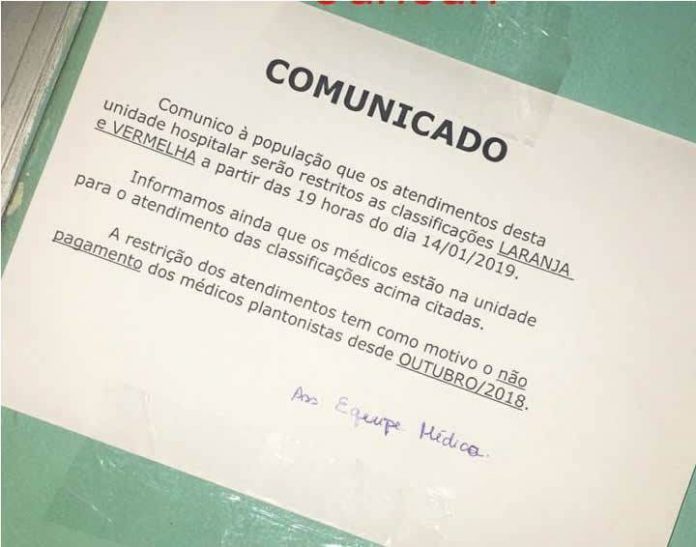 COMUNICADO
Comunico à população que os atendimentos desta
unidade hospitalar serão restritos as classificações LARANJA
e VERMELHA a partir das 19 horas do dia 14/01/2019.
Informamos ainda que os médicos estão na unidade
para o atendimento das classificações acima citadas.
A restrição dos atendimentos tem como motivo o não
pagamento dos médicos plantonistas desde OUTUBRO/2018.
Ass Equipe Médica.